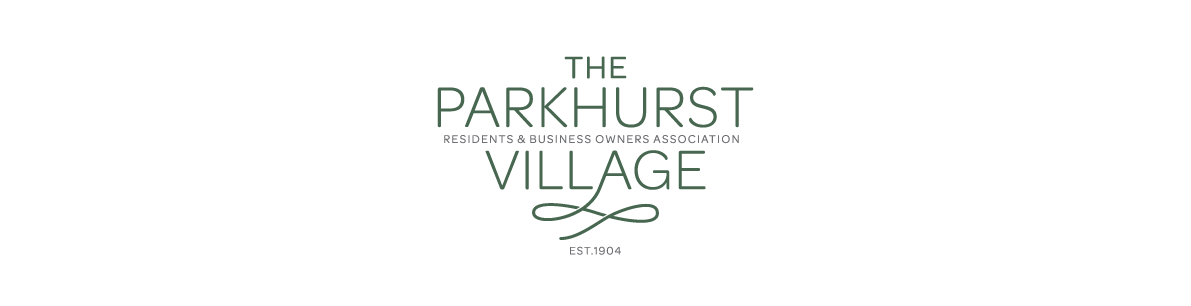 THE
PARKHURST
RESIDENTS & BUSINESS OWNERS ASSOCIATION
VILLAGE
EST.1904